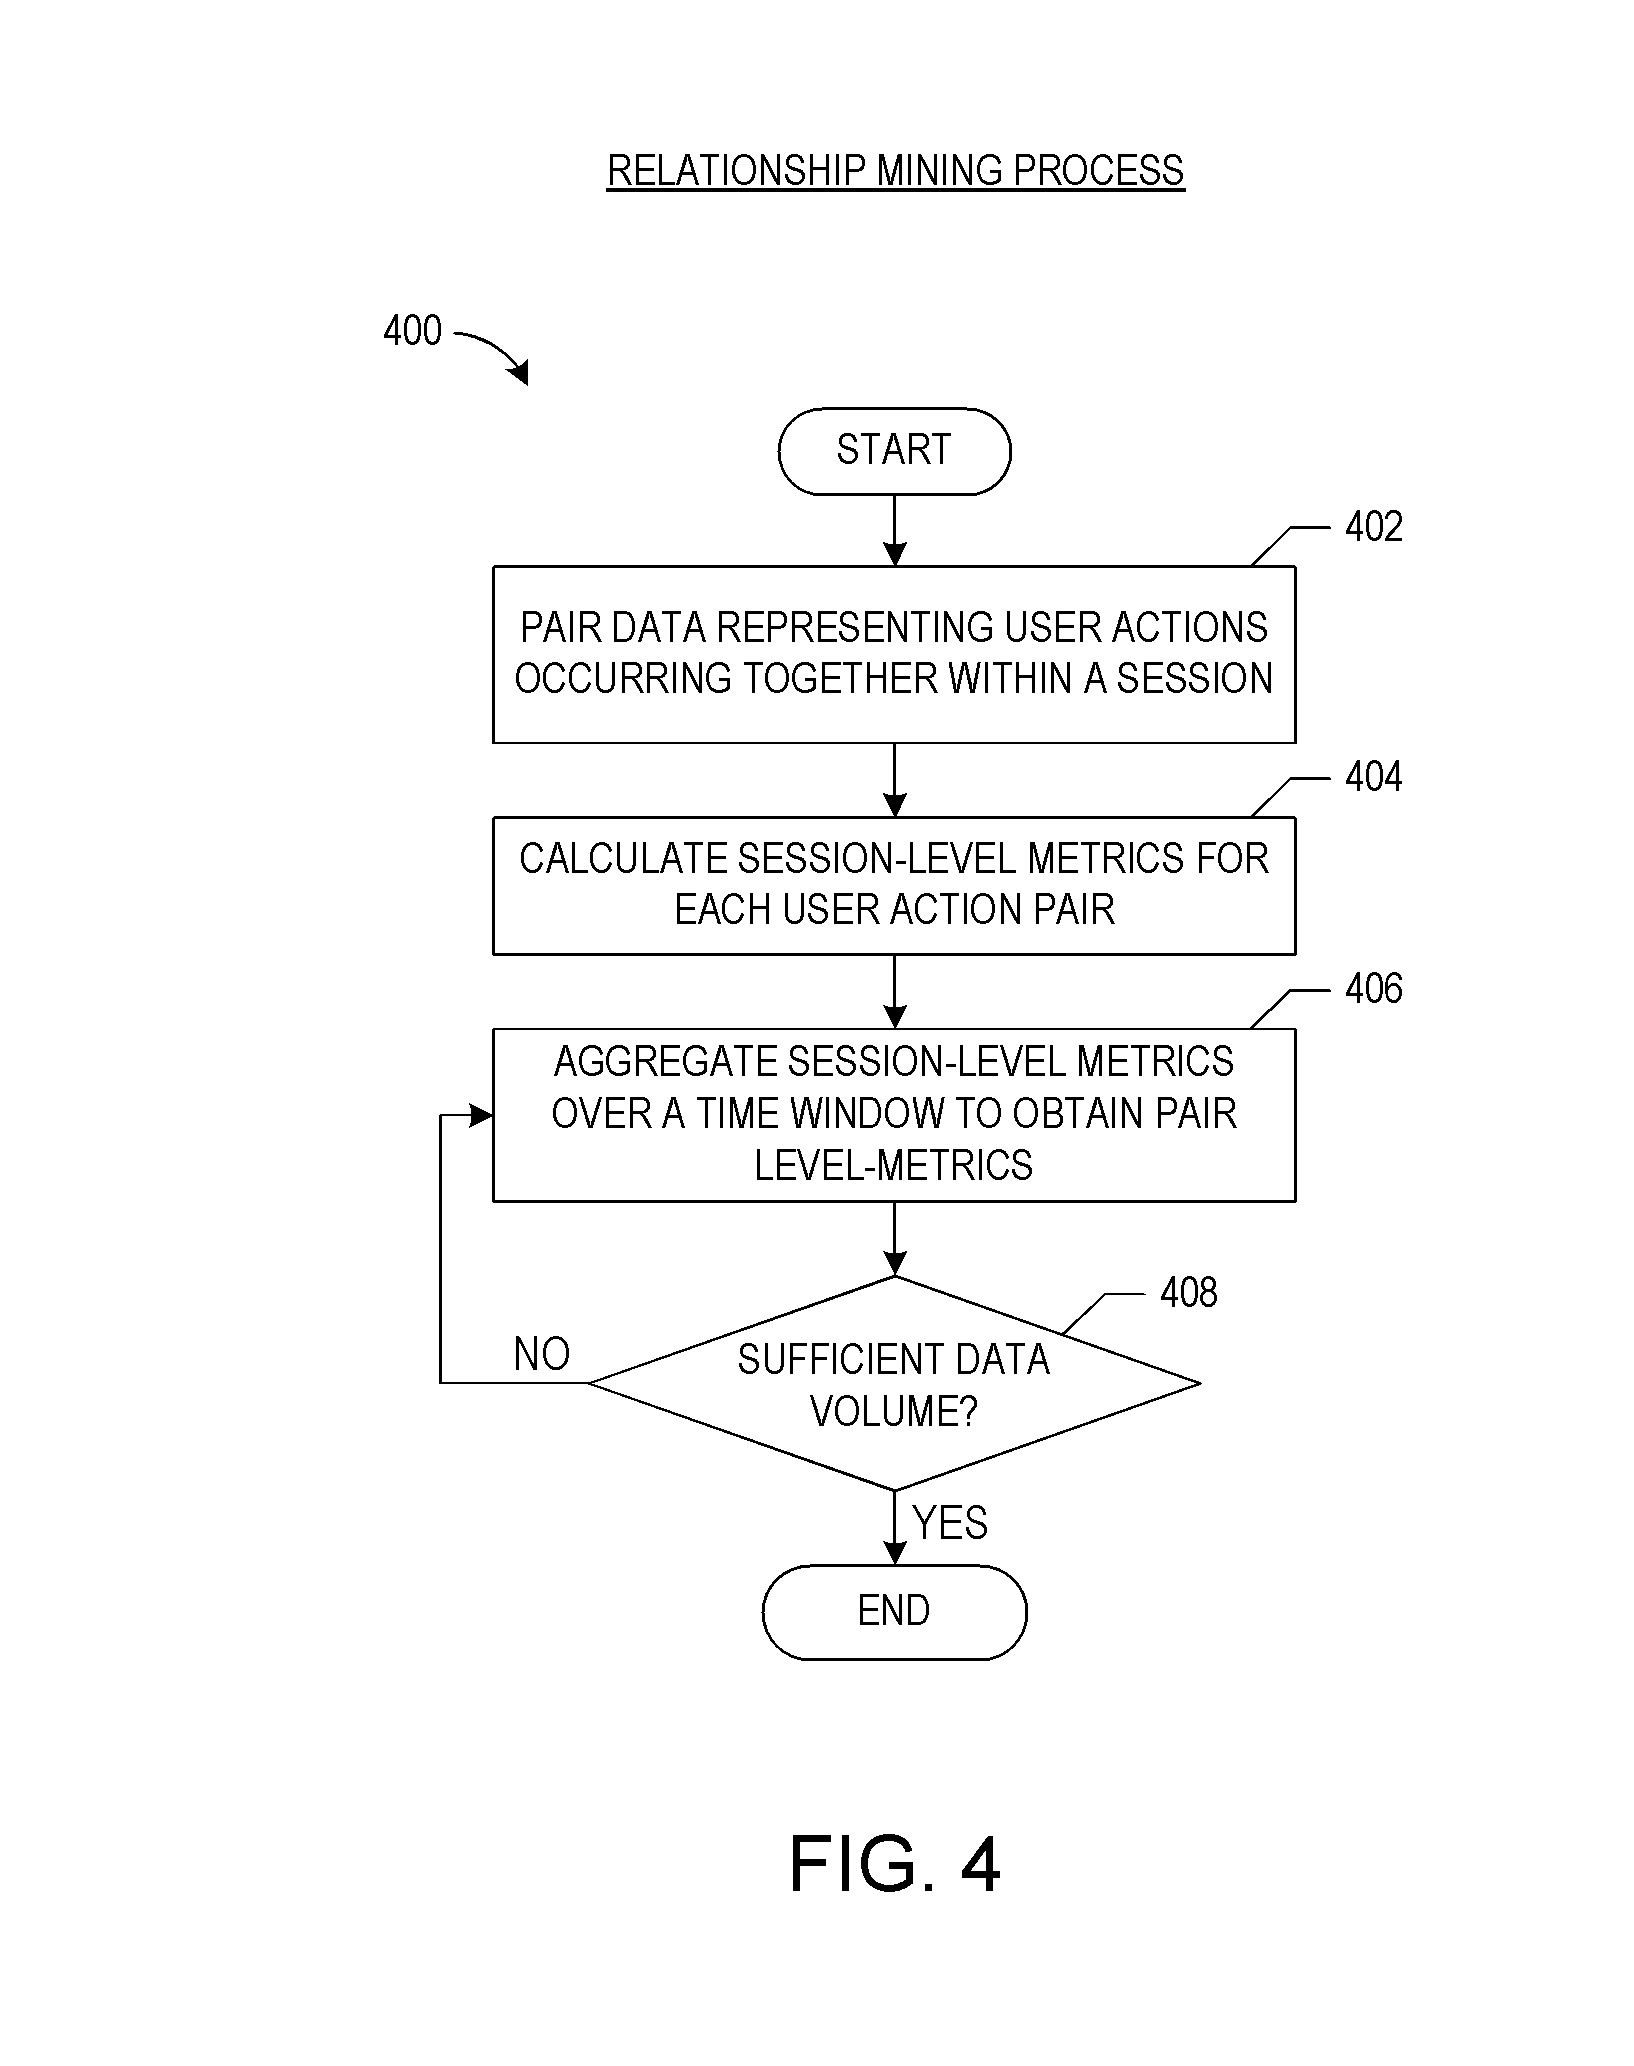 RELATIONSHIP MINING PROCESS
400
START
402
PAIR DATA REPRESENTING USER ACTIONS
OCCURRING TOGETHER WITHIN A SESSION
404
CALCULATE SESSION-LEVEL METRICS FOR
EACH USER ACTION PAIR
406
AGGREGATE SESSION-LEVEL METRICS
OVER A TIME WINDOW TO OBTAIN PAIR
LEVEL-METRICS
408
SUFFICIENT DATA
VOLUME?
NO
YES
END
FIG. 4